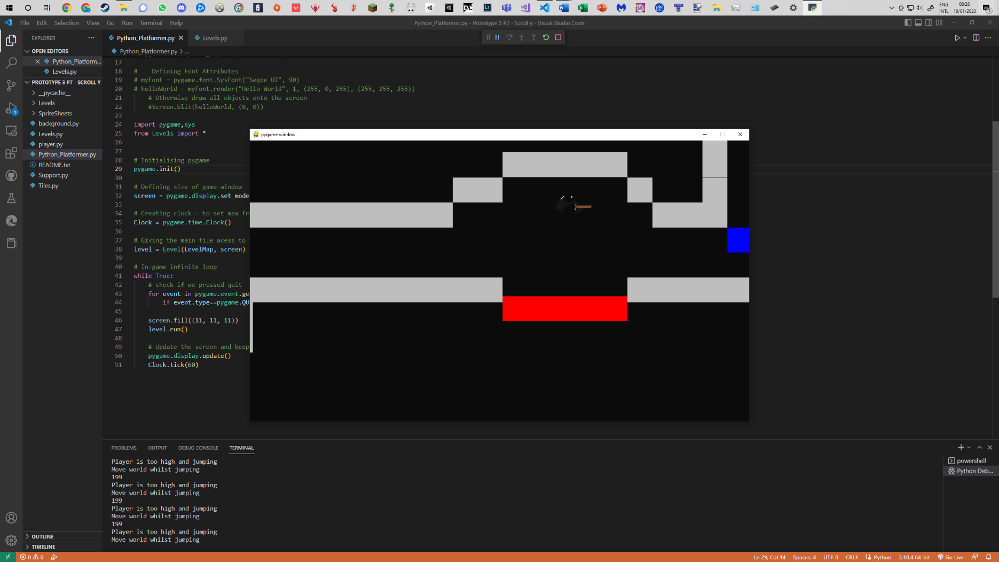 ENG
INTL
08:26
18/01/2023
File Edit Selection View Go Run Terminal Help
Python_Platformer.py - Prototype 3 P7 - Scroll y - Visual Studio Code
EXPLORER
OPEN EDITORS
Python_Platform...
Levels.py
PROTOTYPE 3 P7 - SCROLL Y
__pycache__
Levels
SpriteSheets
background.py
Levels.py
player.py
Python_Platformer.py
README.txt
Support.py
Tiles.py
OUTLINE
TIMELINE
Python_Platformer.py Levels.py
Python_Platformer.py > ...
17
18 #    Defining Font Attributes
19 # myFont = pygame.font.SysFont("Segoe UI", 90)
20 # helloWorld = myFont.render("Hello World", 1, (255, 0, 255), (255, 255, 255))
21     # Otherwise draw all objects onto the screen
22     #Screen.blit(helloWorld, (0, 0))
23
24 import pygame,sys
25 from Levels import *
26
27
28 # Initialising pygame
29 pygame.init()
30
31 # Defining size of game window
32 screen = pygame.display.set_mode
33
34 # Creating clock - to set max fr
35 Clock = pygame.time.Clock()
36
37 # Giving the main file acess to
38 level = Level(LevelMap, screen)
39
40 # In-game infinite loop
41 while True:
42     # check if we pressed quit
43     for event in pygame.event.ge
44         if event.type==pygame.QU
45
46     screen.fill((11, 11, 11))
47     level.run()
48
49     # Update the screen and keep
50     pygame.display.update()
51     Clock.tick(60)
pygame window
PROBLEMS OUTPUT DEBUG CONSOLE TERMINAL
Player is too high and jumping
Move world whilst jumping
199
Player is too high and jumping
Move world whilst jumping
199
Player is too high and jumping
Move world whilst jumping
199
Player is too high and jumping
Move world whilst jumping
powershell
Python Deb...
0 0
Ln 29, Col 14 Spaces: 4 UTF-8 CRLF Python 3.10.4 64-bit Go Live